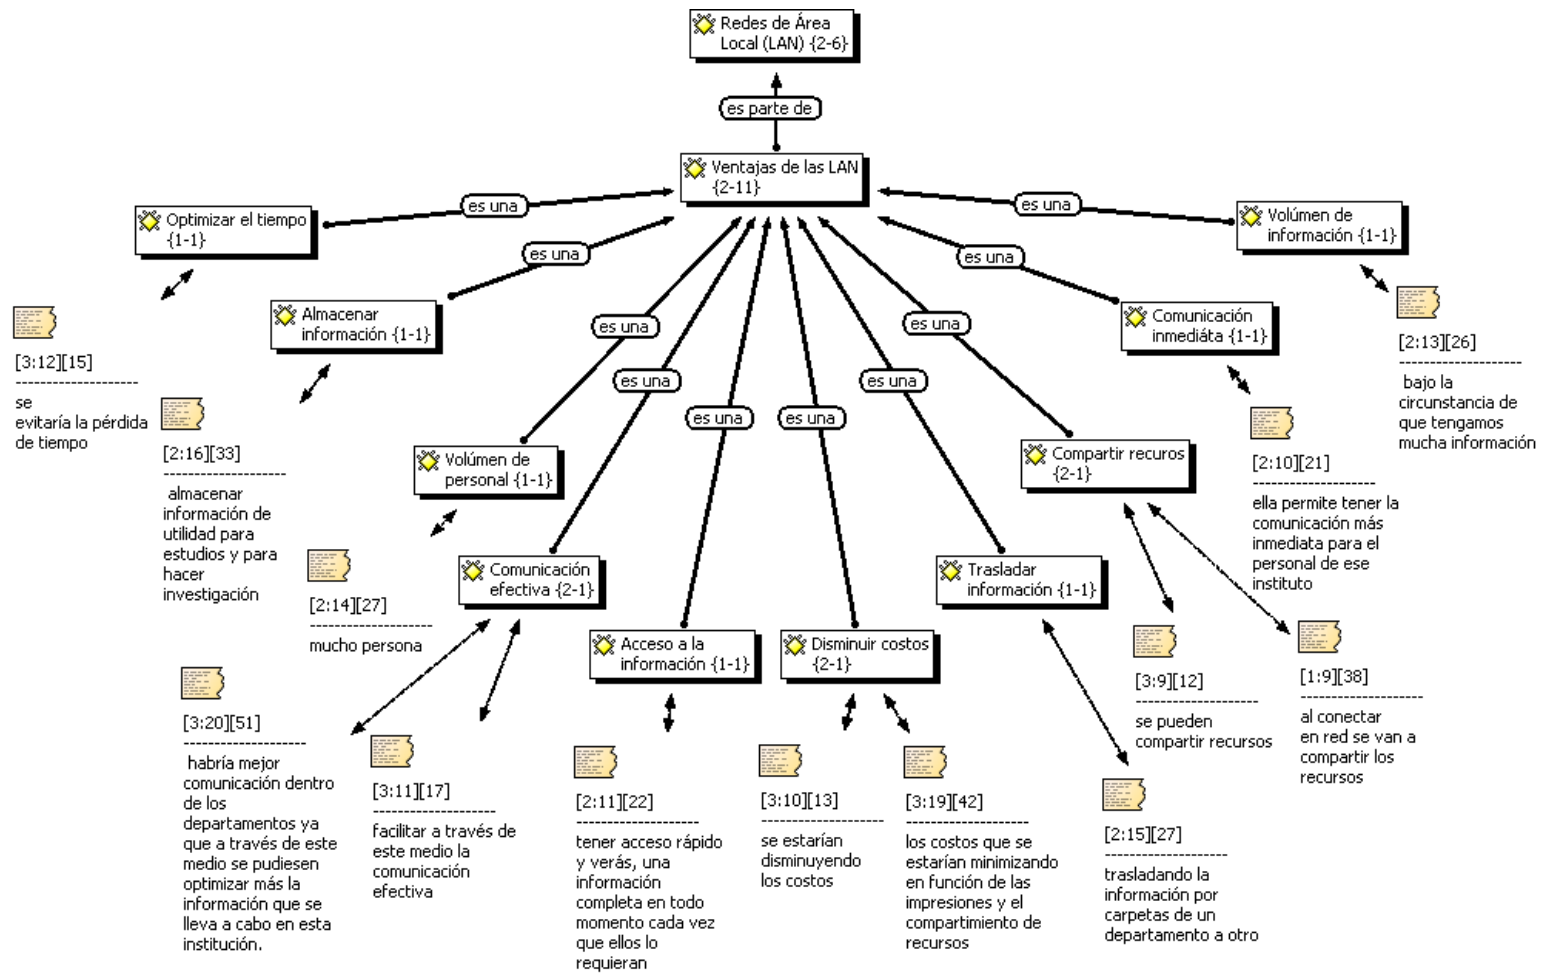 Redes de Área
Local (LAN) {2-6}
es parte de
Ventajas de las LAN
{2-11}
es una
Optimizar el tiempo
{1-1}
es una
Volúmen de
información {1-1}
es una
Almacenar
información {1-1}
es una
Comunicación
inmediáta {1-1}
es una
es una
es una
es una
es una
es una
Volúmen de
personal {1-1}
Compartir recuros
{2-1}
Comunicación
efectiva {2-1}
Trasladar
información {1-1}
Acceso a la
información {1-1}
Disminuir costos
{2-1}
[3:12][15]
--------------------
se
evitaría la pérdida
de tiempo
[2:16][33]
--------------------
almacenar
información de
utilidad para
estudios y para
hacer
investigación
[2:14][27]
--------------------
mucho persona
[3:20][51]
--------------------
habría mejor
comunicación dentro
de los
departamentos ya
que a través de este
medio se pudiesen
optimizar más la
información que se
lleva a cabo en esta
institución.
[3:11][17]
--------------------
facilitar a través de
este medio la
comunicación
efectiva
[2:11][22]
--------------------
tener acceso rápido
y verás, una
información
completa en todo
momento cada vez
que ellos lo
requieran
[3:10][13]
--------------------
se estarían
disminuyendo
los costos
[3:19][42]
--------------------
los costos que se
estarían minimizando
en función de las
impresiones y el
compartimiento de
recursos
[2:15][27]
--------------------
trasladando la
información por
carpetas de un
departamento a otro
[3:9][12]
--------------------
se pueden
compartir recursos
[1:9][38]
--------------------
al conectar
en red se van a
compartir los
recursos
[2:10][21]
--------------------
ella permite tener la
comunicación más
inmediata para el
personal de ese
instituto
[2:13][26]
--------------------
bajo la
circunstancia de
que tengamos
mucha información